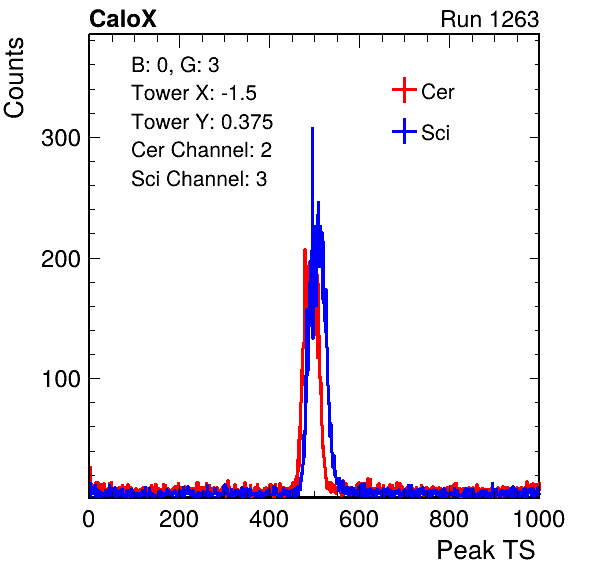 CaloX
Run 1263
Counts
B: 0, G: 3
Tower X: -1.5
Tower Y: 0.375
Cer Channel: 2
Sci Channel: 3
Cer
Sci
300
200
100
0
200
400
600
800
1000
Peak TS